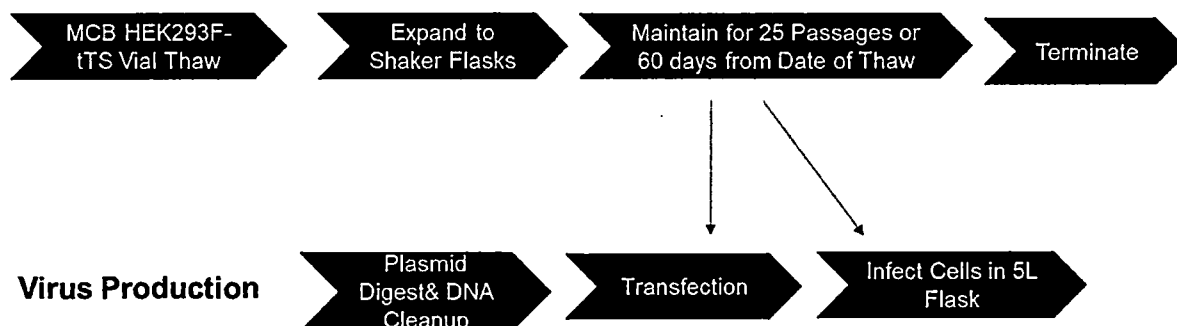 MCB HEK293F-
tTS Vial Thaw
Expand to
Shaker Flasks
Maintain for 25 Passages or
60 days from Date of Thaw
Terminate
Virus Production
Plasmid
Digest& DNA
Cleanup
Transfection
Infect Cells in 5L
Flask